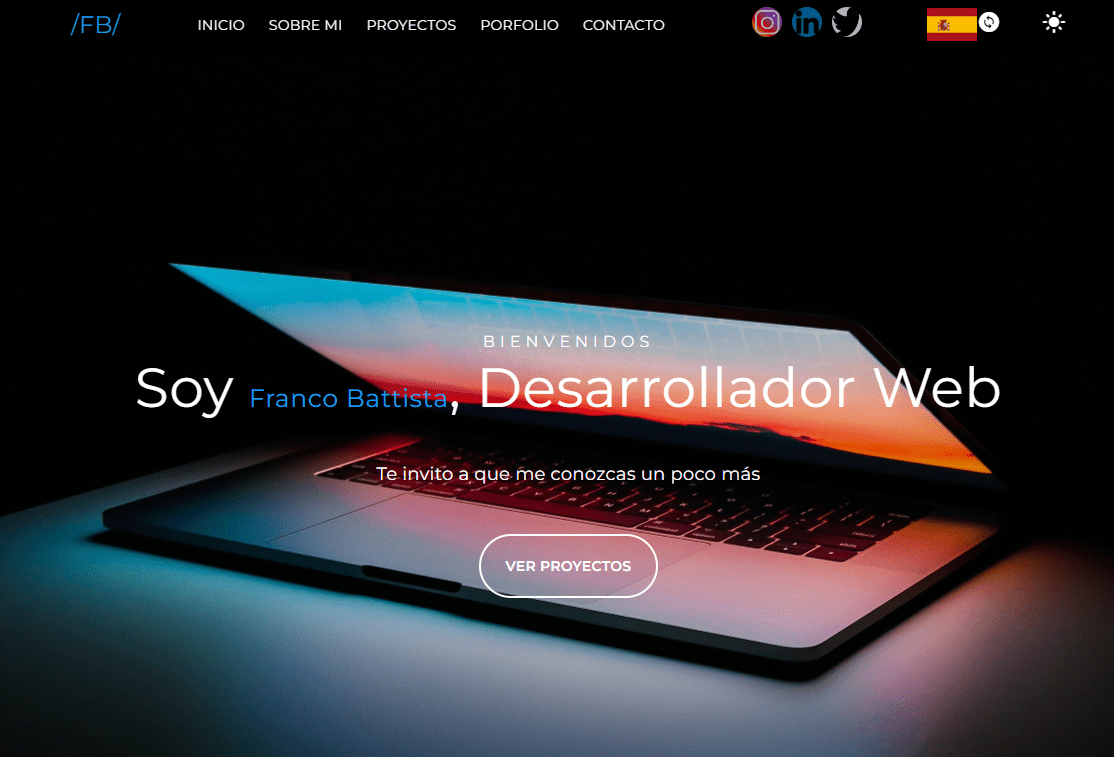 /FB/
INICIO SOBRE MI PROYECTOS PORFOLIO CONTACTO
BIENVENIDOS
Soy Franco Battista, Desarrollador Web
Te invito a que me conozcas un poco más
VER PROYECTOS